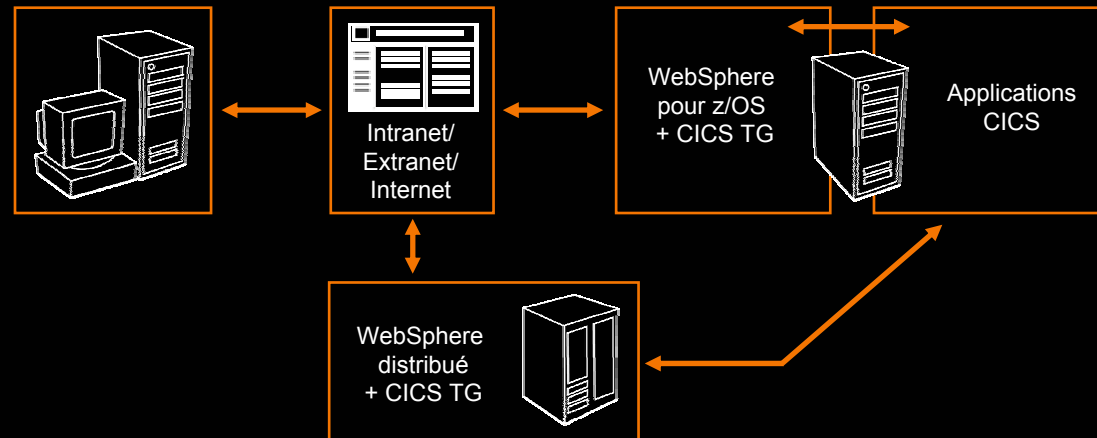 Intranet/
Extranet/
Internet
WebSphere
pour z/OS
+ CICS TG
Applications
CICS
WebSphere
distribué
+ CICS TG